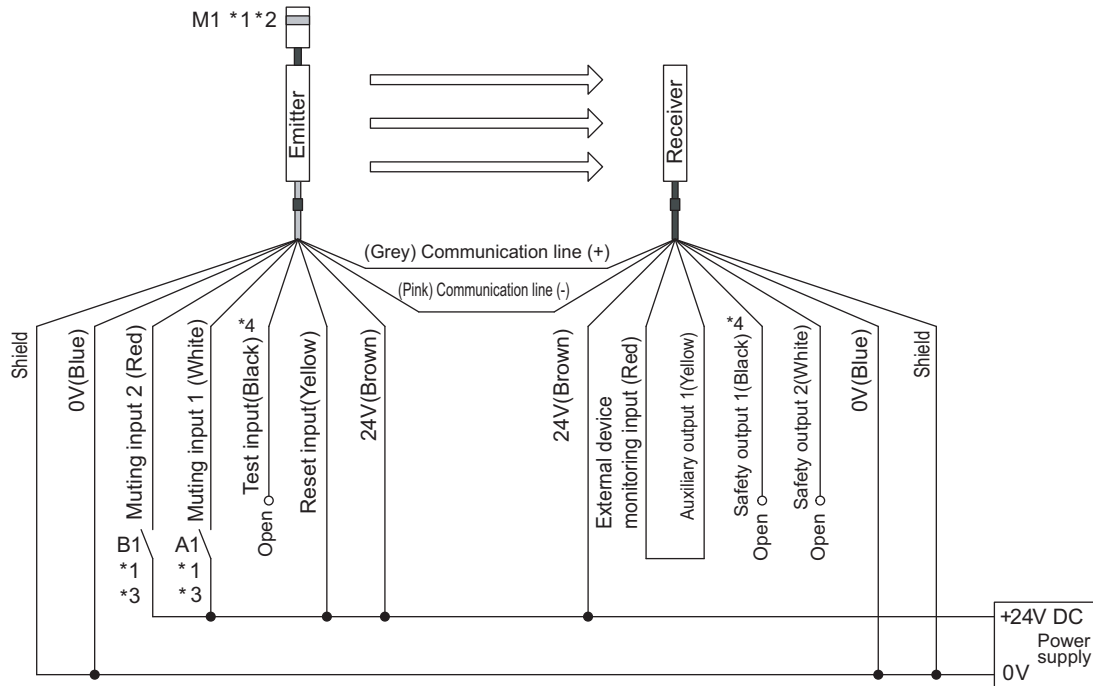 M1 *1*2
Emitter
Receiver
(Grey) Communication line (+)
(Pink) Communication line (-)
Shield
0V(Blue)
Muting input 2 (Red)
Muting input 1 (White)
*4
Test input(Black)
Reset input(Yellow)
24V(Brown)
24V(Brown)
External device
monitoring input (Red)
Auxiliary output 1(Yellow)
*4
Safety output 1(Black)
Safety output 2(White)
0V(Blue)
Shield
Open
Open
Open
B1
*1
*3
A1
*1
*3
+24V DC
Power
supply
0V